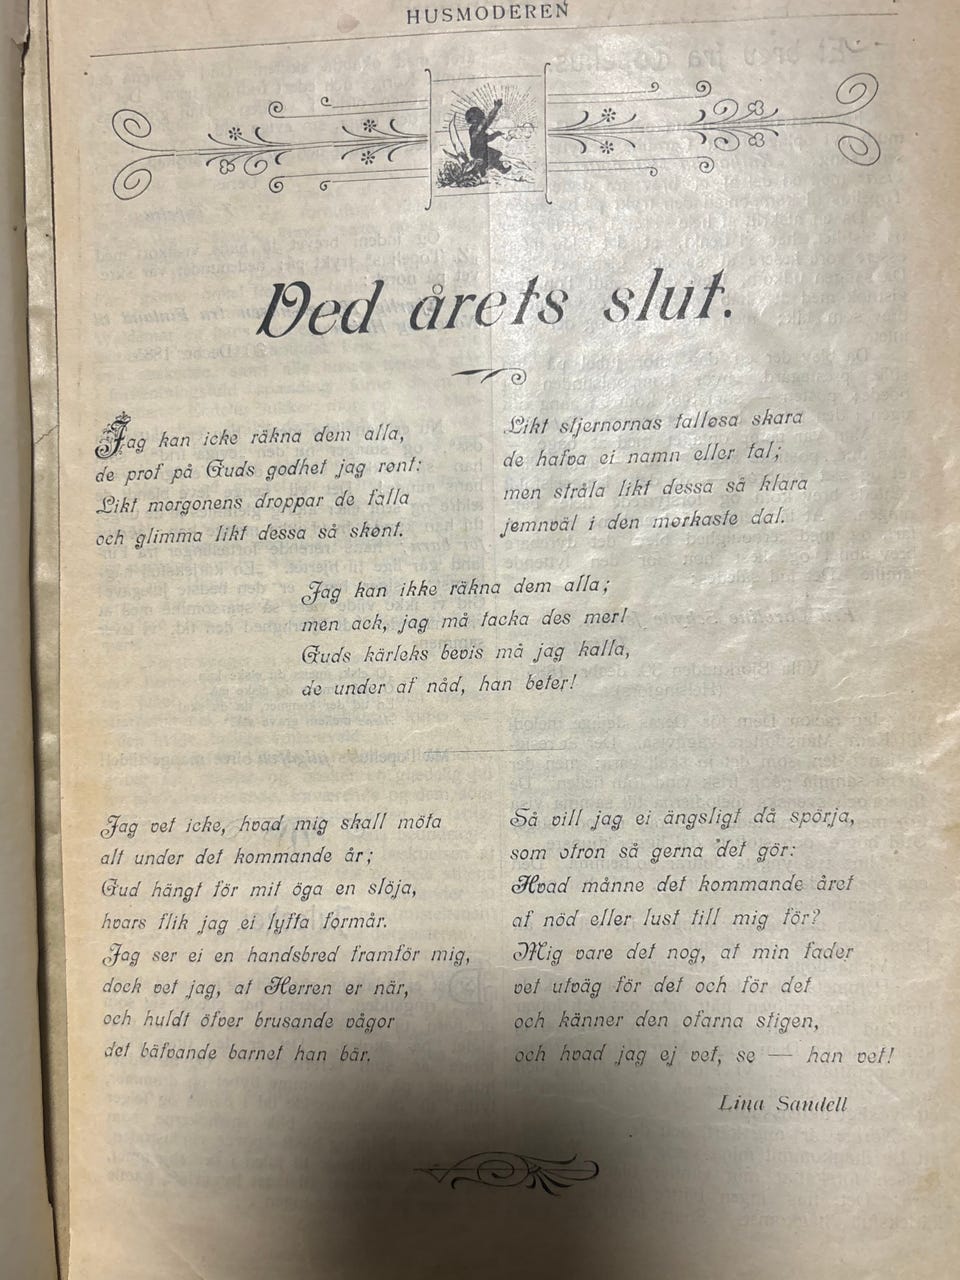 HUSMODEREN
Ved årets slut.
Jag kan icke räkna dem alla,
de prof på Guds godhet jag rønt:
Likt morgonens droppar de falla
och glimma likt dessa så skønt.
Likt stjernornas talløsa skara
de hafva ei namn eller tal;
men stråla likt dessa så klara
jemnväl i den mørkaste dal.
Jag kan ikke räkna dem alla;
men ack, jag må tacka des mer!
Guds kärleks bevis må jag kalla,
de under af nåd, han beter!
Jag vet icke, hvad mig skall möta
alt under det kommande år;
Gud hängt för mit öga en slöja,
hvars flik jag ei lyfta formår.
Jag ser ei en handsbred framför mig,
dock vet jag, at Herren er när,
och huldt öfver brusande vågor
det bäfvande barnet han bär.
Så vill jag ei ängsligt då spörja,
som otron så gerna det gör:
Hvad månne det kommande året
af nöd eller lust till mig för?
Mig vare det nog, at min fader
vet utväg för det och för det
och känner den ofarna stigen,
och hvad jag ej vet, se — han vet!
Lina Sandell